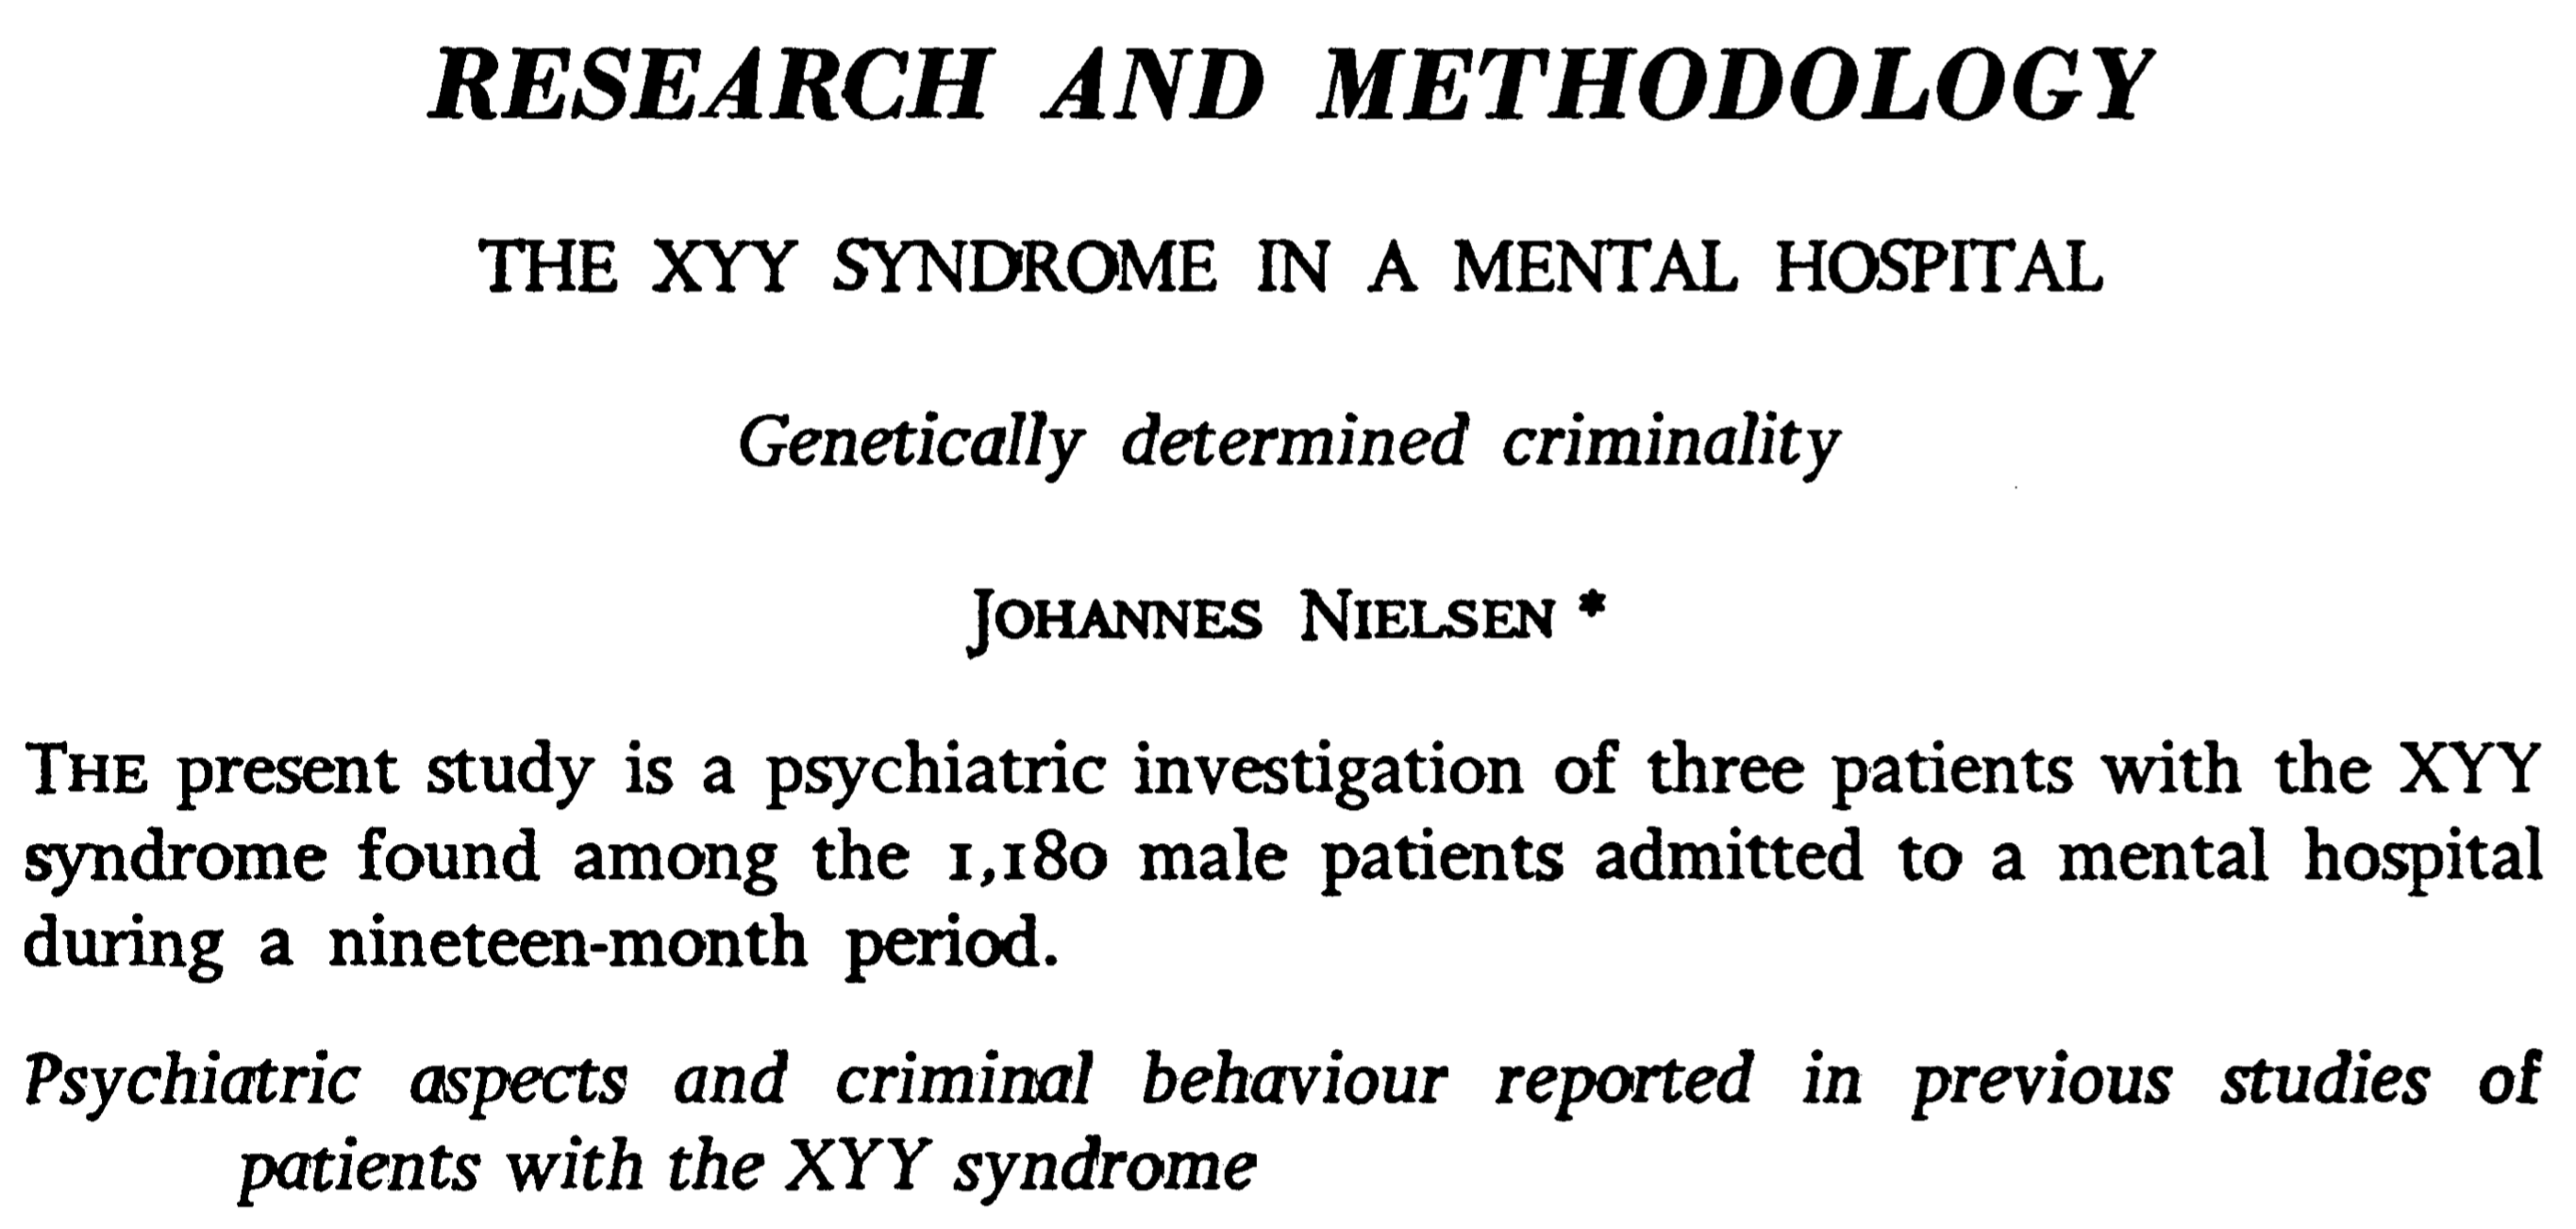 RESEARCH AND METHODOLOGY
THE XYY SYNDROME IN A MENTAL HOSPITAL
Genetically determined criminality
JOHANNES NIELSEN *
THE present study is a psychiatric investigation of three patients with the XYY
syndrome found among the 1,180 male patients admitted to a mental hospital
during a nineteen-month period.
Psychiatric aspects and criminal behaviour reported in previous studies of
patients with the XYY syndrome